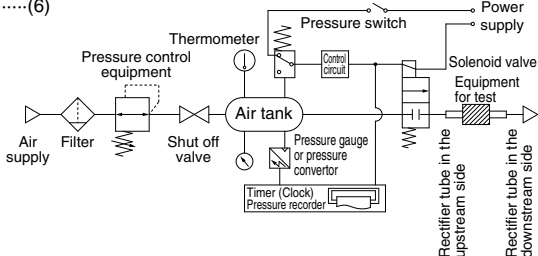 .....(6)
Power
supply
Pressure switch
Thermometer
Pressure control
equipment
Control
circuit
Solenoid valve
Equipment
for test
Air tank
Air
supply
Filter
Shut off
valve
Pressure gauge
or pressure
convertor
Timer (Clock)
Pressure recorder
Rectifier tube in the
upstream side
Rectifier tube in the
downstream side